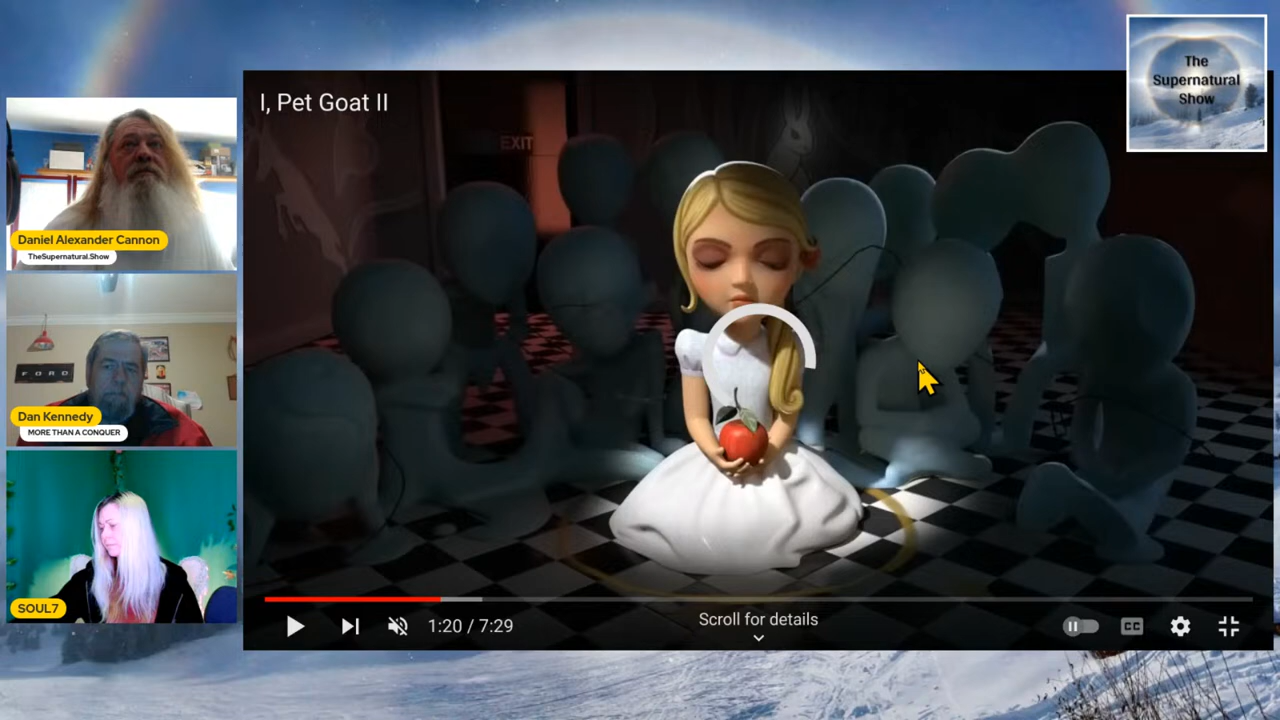 The
Supernatural
Show
I, Pet Goat II
EXIT
Daniel Alexander Cannon
TheSupernatural.Show
FORD
Dan Kennedy
MORE THAN A CONQUER
SOUL7
1:20 / 7:29
Scroll for details
CC